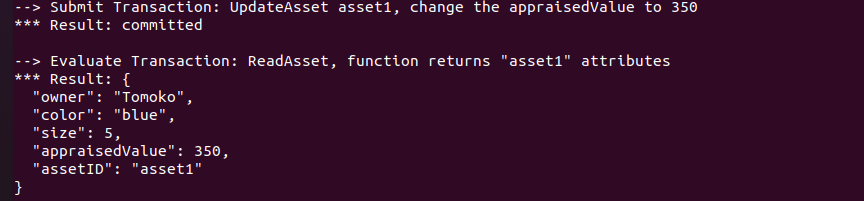 --> Submit Transaction: UpdateAsset asset1, change the appraisedValue to 350
*** Result: committed
--> Evaluate Transaction: ReadAsset, function returns "asset1" attributes
*** Result: {
  "owner": "Tomoko",
  "color": "blue",
  "size": 5,
  "appraisedValue": 350,
  "assetID": "asset1"
}